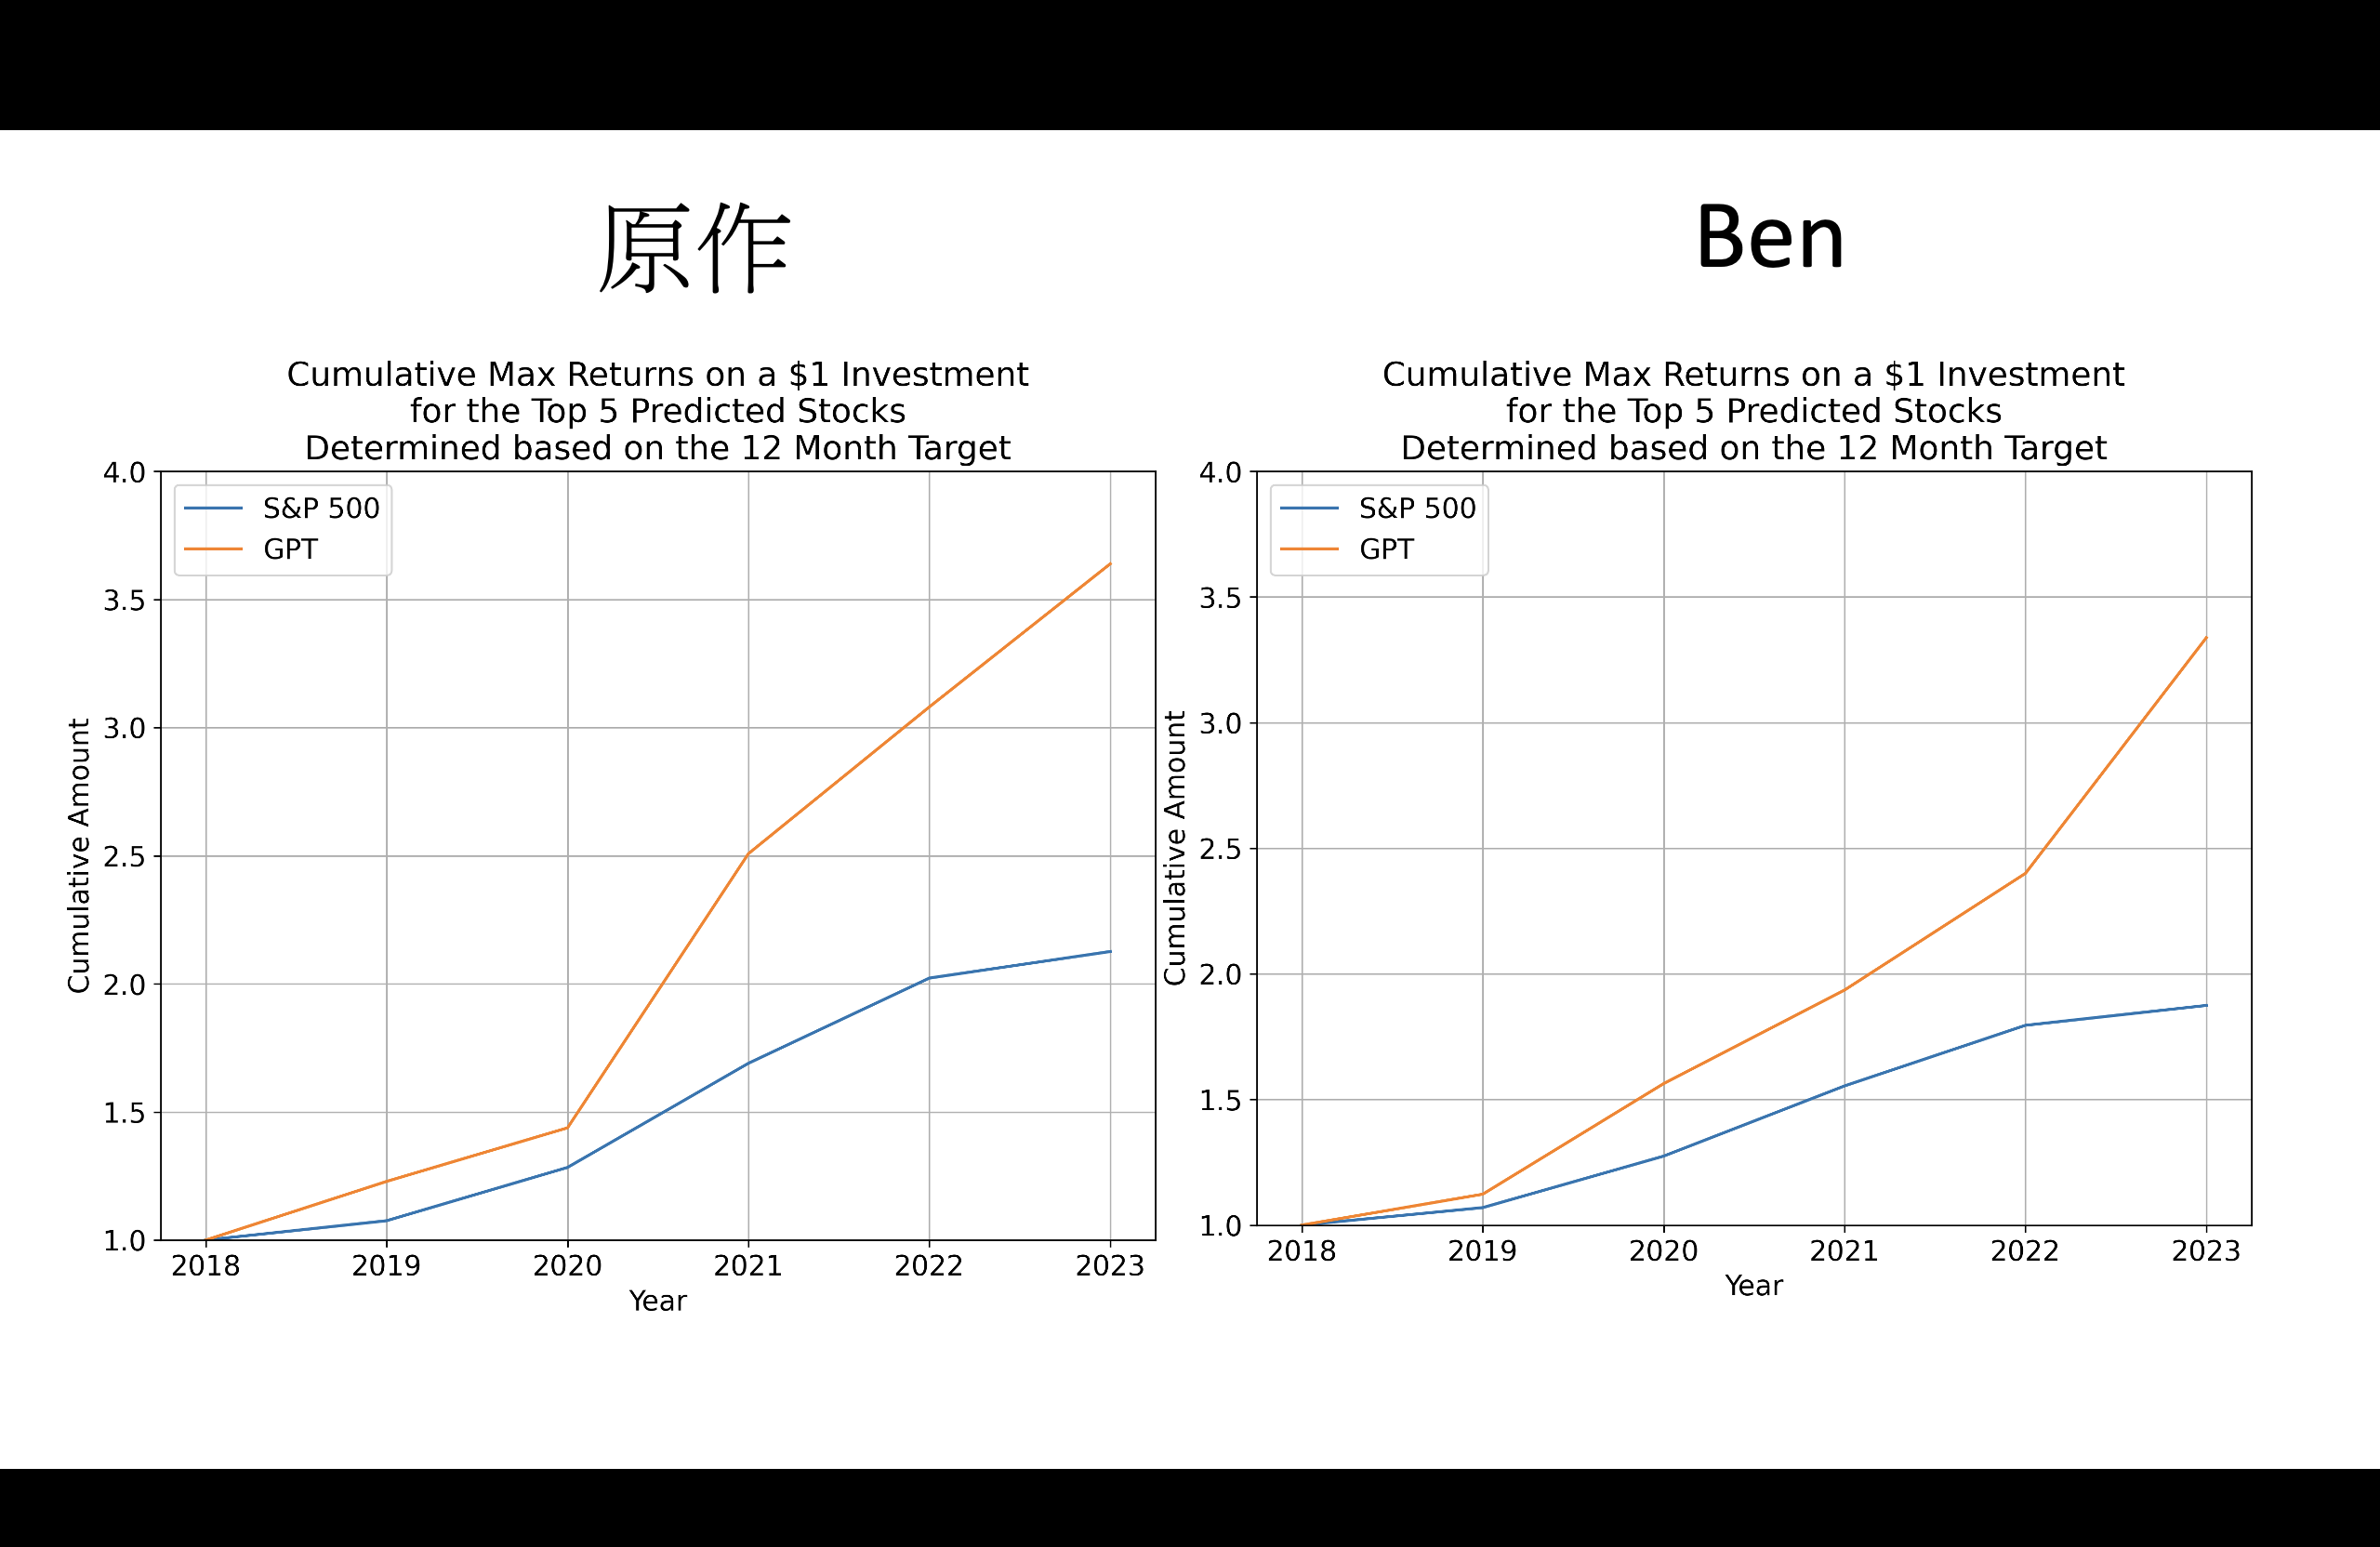 原作
Cumulative Max Returns on a $1 Investment
for the Top 5 Predicted Stocks
Determined based on the 12 Month Target
S&P 500
GPT
4.0
3.5
3.0
2.5
2.0
1.5
1.0
Cumulative Amount
2018 2019 2020 2021 2022 2023
Year
Ben
Cumulative Max Returns on a $1 Investment
for the Top 5 Predicted Stocks
Determined based on the 12 Month Target
S&P 500
GPT
4.0
3.5
3.0
2.5
2.0
1.5
1.0
Cumulative Amount
2018 2019 2020 2021 2022 2023
Year